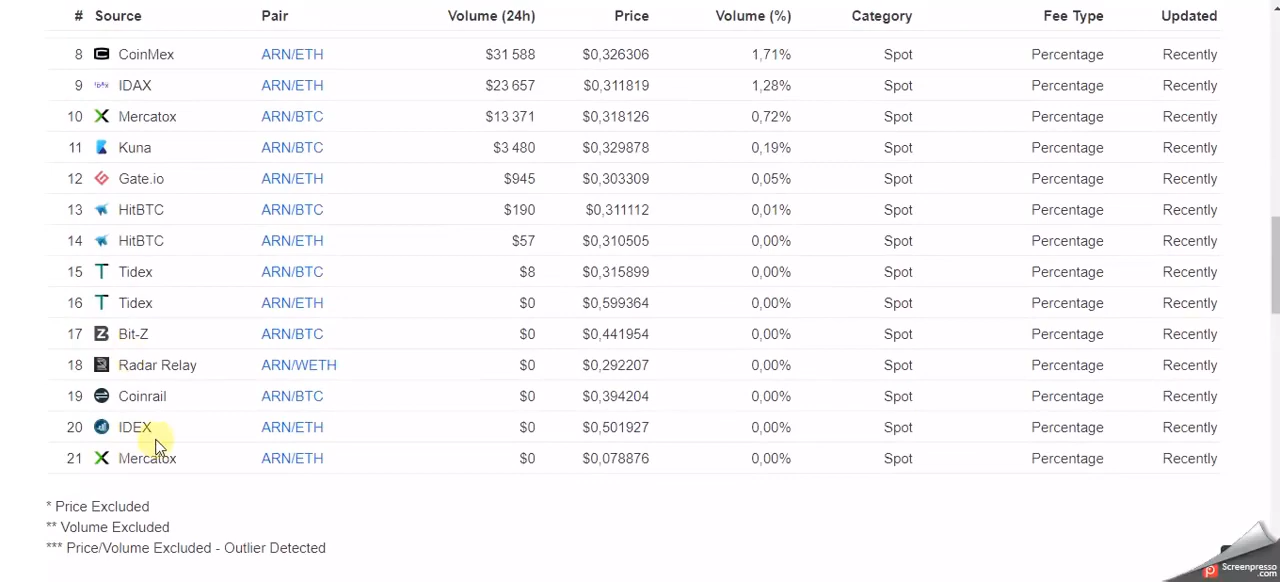 # Source Pair Volume (24h) Price Volume (%) Category Fee Type Updated
8 CoinMex ARN/ETH $31 588 $0,326306 1,71% Spot Percentage Recently
9 IDAX ARN/ETH $23 657 $0,311819 1,28% Spot Percentage Recently
10 Mercatox ARN/BTC $13 371 $0,318126 0,72% Spot Percentage Recently
11 Kuna ARN/BTC $3 480 $0,329878 0,19% Spot Percentage Recently
12 Gate.io ARN/ETH $945 $0,303309 0,05% Spot Percentage Recently
13 HitBTC ARN/BTC $190 $0,311112 0,01% Spot Percentage Recently
14 HitBTC ARN/ETH $57 $0,310505 0,00% Spot Percentage Recently
15 Tidex ARN/BTC $8 $0,315899 0,00% Spot Percentage Recently
16 Tidex ARN/ETH $0 $0,599364 0,00% Spot Percentage Recently
17 Bit-Z ARN/BTC $0 $0,441954 0,00% Spot Percentage Recently
18 Radar Relay ARN/WETH $0 $0,292207 0,00% Spot Percentage Recently
19 Coinrail ARN/BTC $0 $0,394204 0,00% Spot Percentage Recently
20 IDEX ARN/ETH $0 $0,501927 0,00% Spot Percentage Recently
21 Mercatox ARN/ETH $0 $0,078876 0,00% Spot Percentage Recently
* Price Excluded
** Volume Excluded
*** Price/Volume Excluded - Outlier Detected
Screenpresso
.com